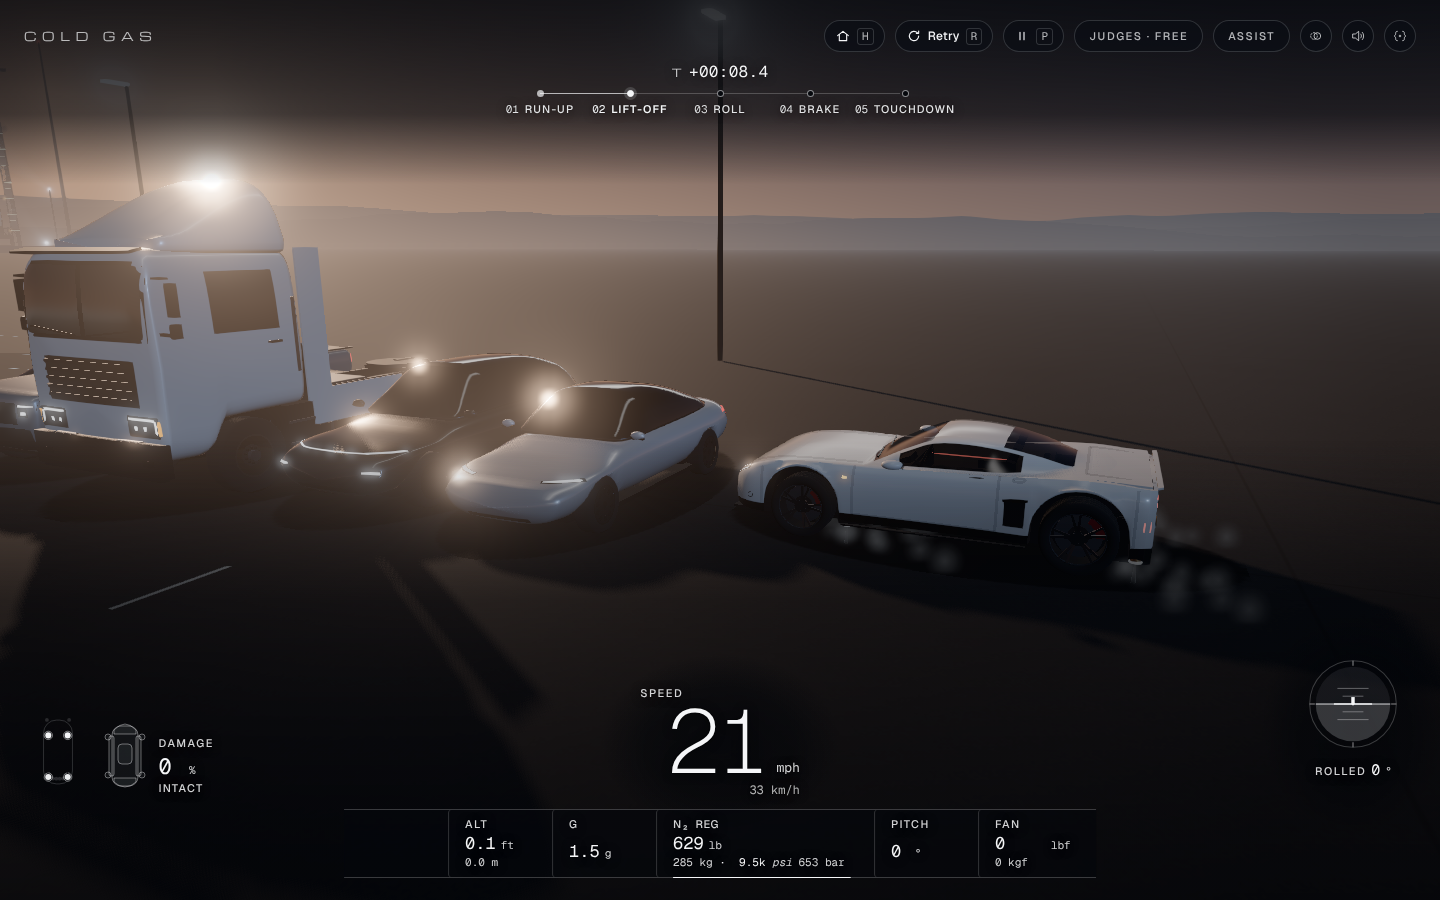 COLD GAS
H
Retry R
P
JUDGES · FREE
ASSIST
T +00:08.4
01 RUN-UP 02 LIFT-OFF 03 ROLL 04 BRAKE 05 TOUCHDOWN
SPEED
21 mph
33 km/h
DAMAGE
0 %
INTACT
ROLLED 0 °
ALT
0.1 ft
0.0 m
G
1.5 g
N₂ REG
629 lb
285 kg · 9.5k psi 653 bar
PITCH
0 °
FAN
0 lbf
0 kgf